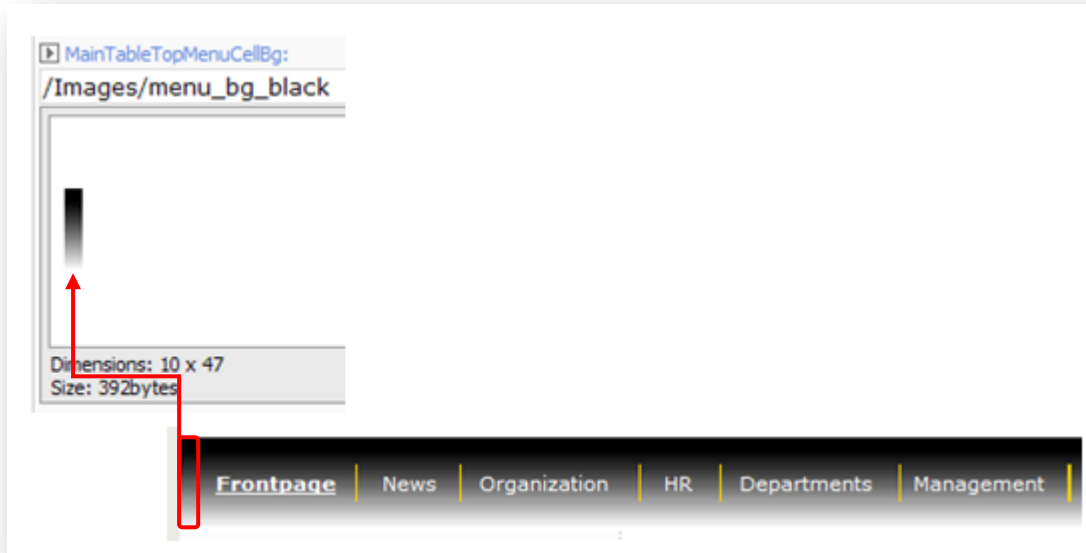 MainTableTopMenuCellBg:
/Images/menu_bg_black
Dimensions: 10 x 47
Size: 392bytes
Frontpage News Organization HR Departments Management